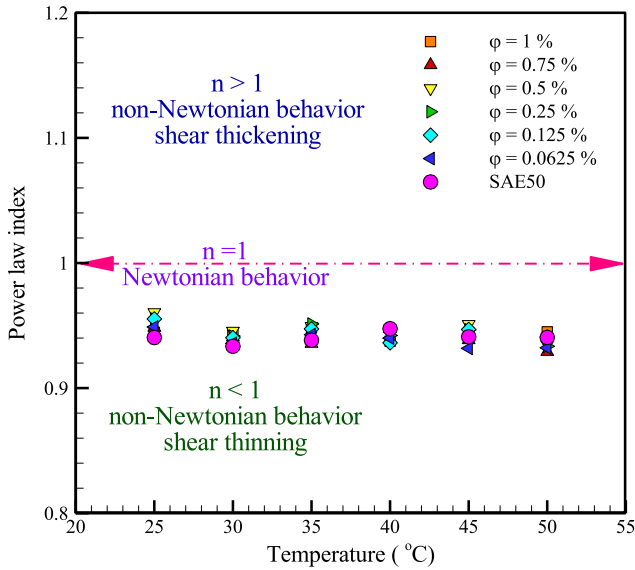 1.2
1.1
1
0.9
0.8
Power law index
n > 1
non-Newtonian behavior
shear thickening
φ = 1 %
φ = 0.75 %
φ = 0.5 %
φ = 0.25 %
φ = 0.125 %
φ = 0.0625 %
SAE50
n =1
Newtonian behavior
n < 1
non-Newtonian behavior
shear thinning
20 25 30 35 40 45 50 55
Temperature ( °C)